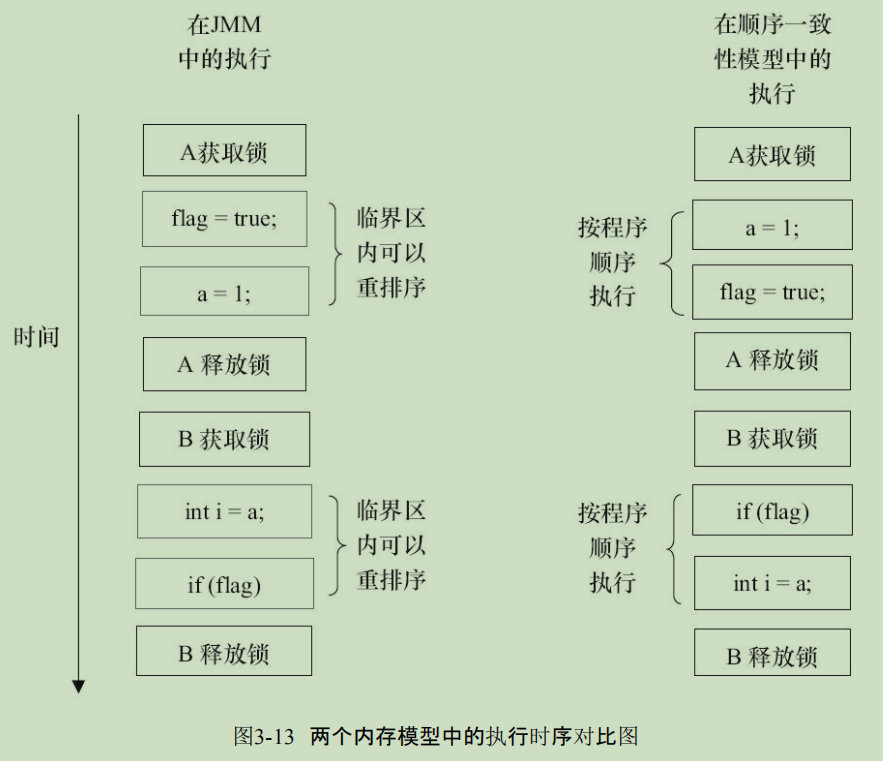 在JMM
中的执行
在顺序一致
性模型中的
执行
时间
A获取锁
flag = true;
a = 1;
临界区
内可以
重排序
A 释放锁
B 获取锁
int i = a;
if (flag)
临界区
内可以
重排序
B 释放锁
A获取锁
按程序
顺序
执行
a = 1;
flag = true;
A 释放锁
B 获取锁
按程序
顺序
执行
if (flag)
int i = a;
B 释放锁
图3-13 两个内存模型中的执行时序对比图